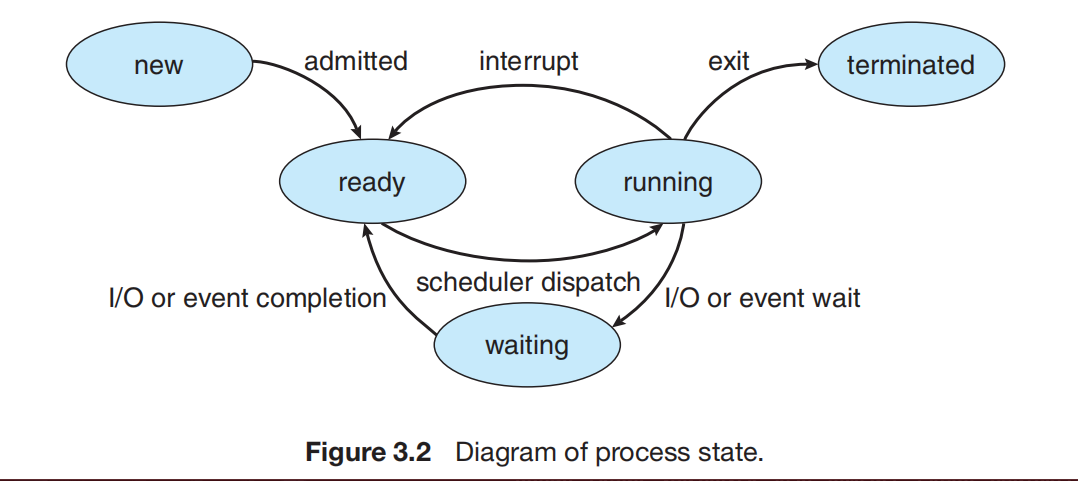 new
admitted
interrupt
exit
terminated
ready
running
scheduler dispatch
I/O or event completion
I/O or event wait
waiting
Figure 3.2 Diagram of process state.